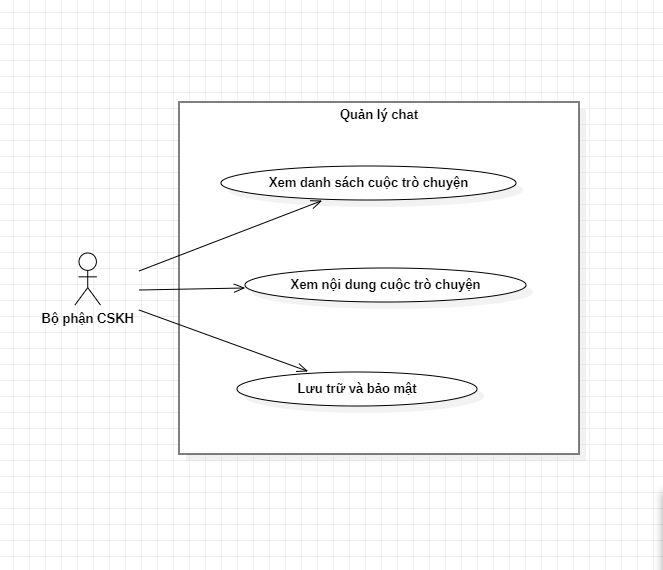 Quản lý chat
Xem danh sách cuộc trò chuyện
Xem nội dung cuộc trò chuyện
Bộ phận CSKH
Lưu trữ và bảo mật